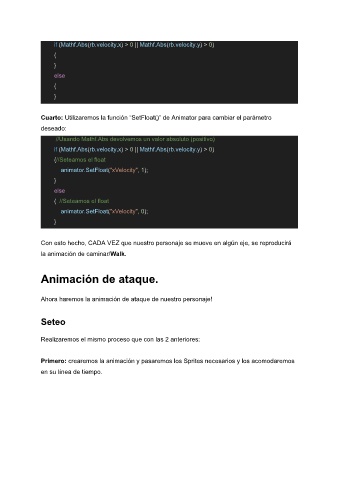 if (Mathf.Abs(rb.velocity.x) > 0 || Mathf.Abs(rb.velocity.y) > 0)
{
}
else
{
}
Cuarto: Utilizaremos la función "SetFloat()" de Animator para cambiar el parámetro
deseado:
//Usando Mathf.Abs devolvemos un valor absoluto (positivo)
if (Mathf.Abs(rb.velocity.x) > 0 || Mathf.Abs(rb.velocity.y) > 0)
{//Seteamos el float
animator.SetFloat("xVelocity", 1);
}
else
{ //Seteamos el float
animator.SetFloat("xVelocity", 0);
}
Con esto hecho, CADA VEZ que nuestro personaje se mueve en algún eje, se reproducirá
la animación de caminar/Walk.
Animación de ataque.
Ahora haremos la animación de ataque de nuestro personaje!
Seteo
Realizaremos el mismo proceso que con las 2 anteriores:
Primero: crearemos la animación y pasaremos los Sprites necesarios y los acomodaremos
en su línea de tiempo.